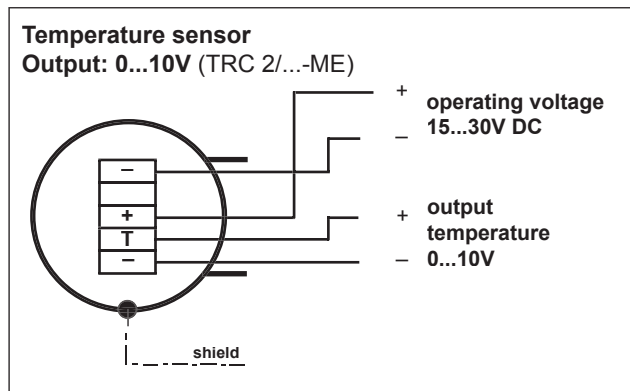 Temperature sensor
Output: 0...10V (TRC 2/...-ME)
+
operating voltage
15...30V DC
–
–
+
T
–
+
output
temperature
0...10V
–
shield